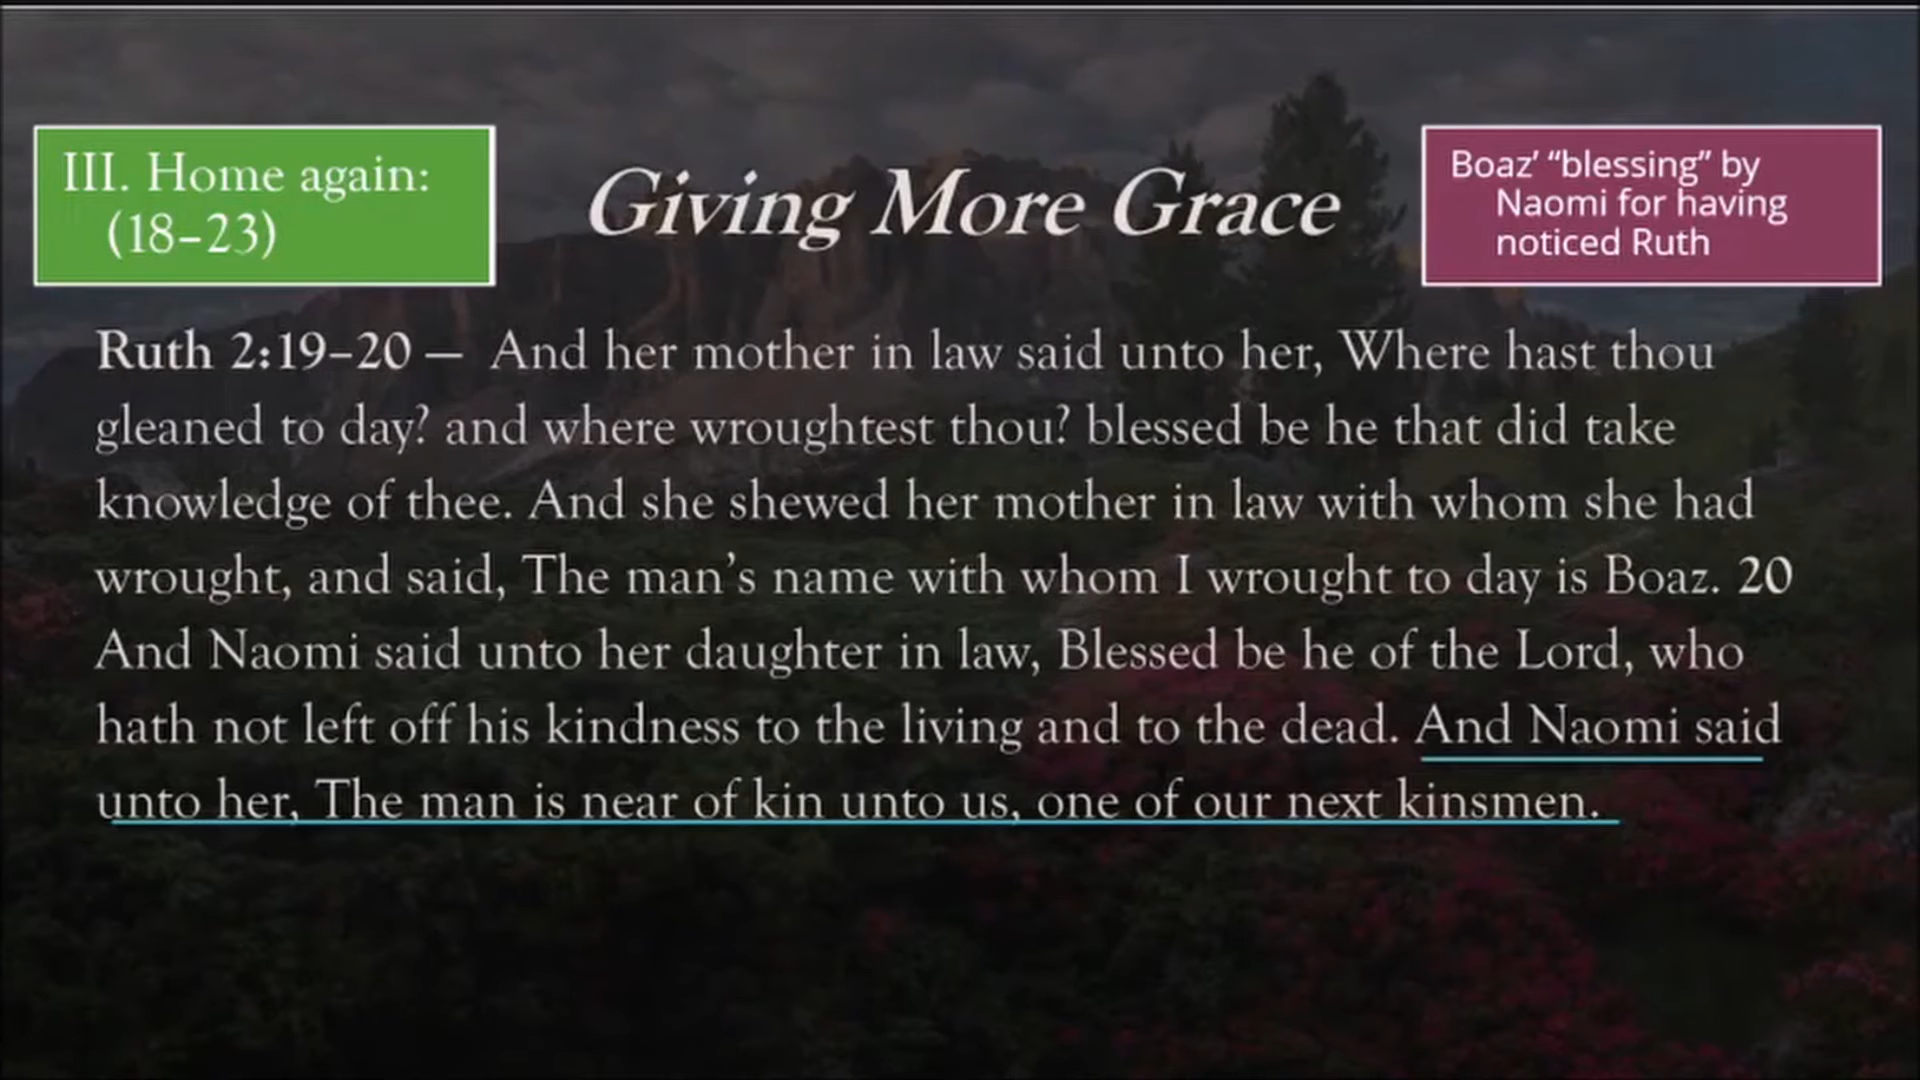 III. Home again:
(18–23)
Giving More Grace
Boaz’ “blessing” by
Naomi for having
noticed Ruth
Ruth 2:19–20 — And her mother in law said unto her, Where hast thou
gleaned to day? and where wroughtest thou? blessed be he that did take
knowledge of thee. And she shewed her mother in law with whom she had
wrought, and said, The man’s name with whom I wrought to day is Boaz. 20
And Naomi said unto her daughter in law, Blessed be he of the Lord, who
hath not left off his kindness to the living and to the dead. And Naomi said
unto her, The man is near of kin unto us, one of our next kinsmen.